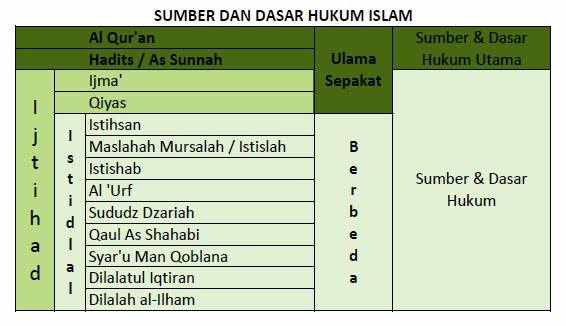 SUMBER DAN DASAR HUKUM ISLAM
Al Qur'an
Hadits / As Sunnah
Ulama
Sepakat
Sumber & Dasar
Hukum Utama
Ijtihad
Ijma'
Qiyas
Istidlal
Istihsan
Maslahah Mursalah / Istislah
Istishab
Al 'Urf
Sududz Dzariah
Qaul As Shahabi
Syar'u Man Qoblana
Dilalatul Iqtiran
Dilalah al-Ilham
Berbeda
Sumber & Dasar
Hukum